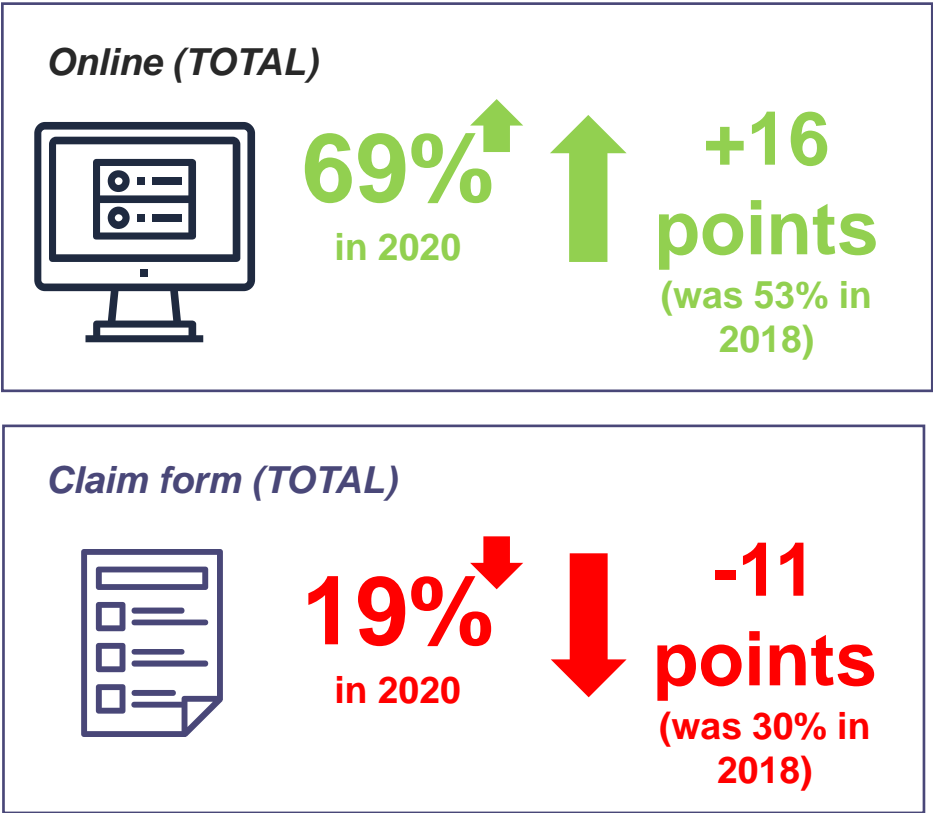 Online (TOTAL)
69%
in 2020
+16
points
(was 53% in
2018)
Claim form (TOTAL)
19%
in 2020
-11
points
(was 30% in
2018)